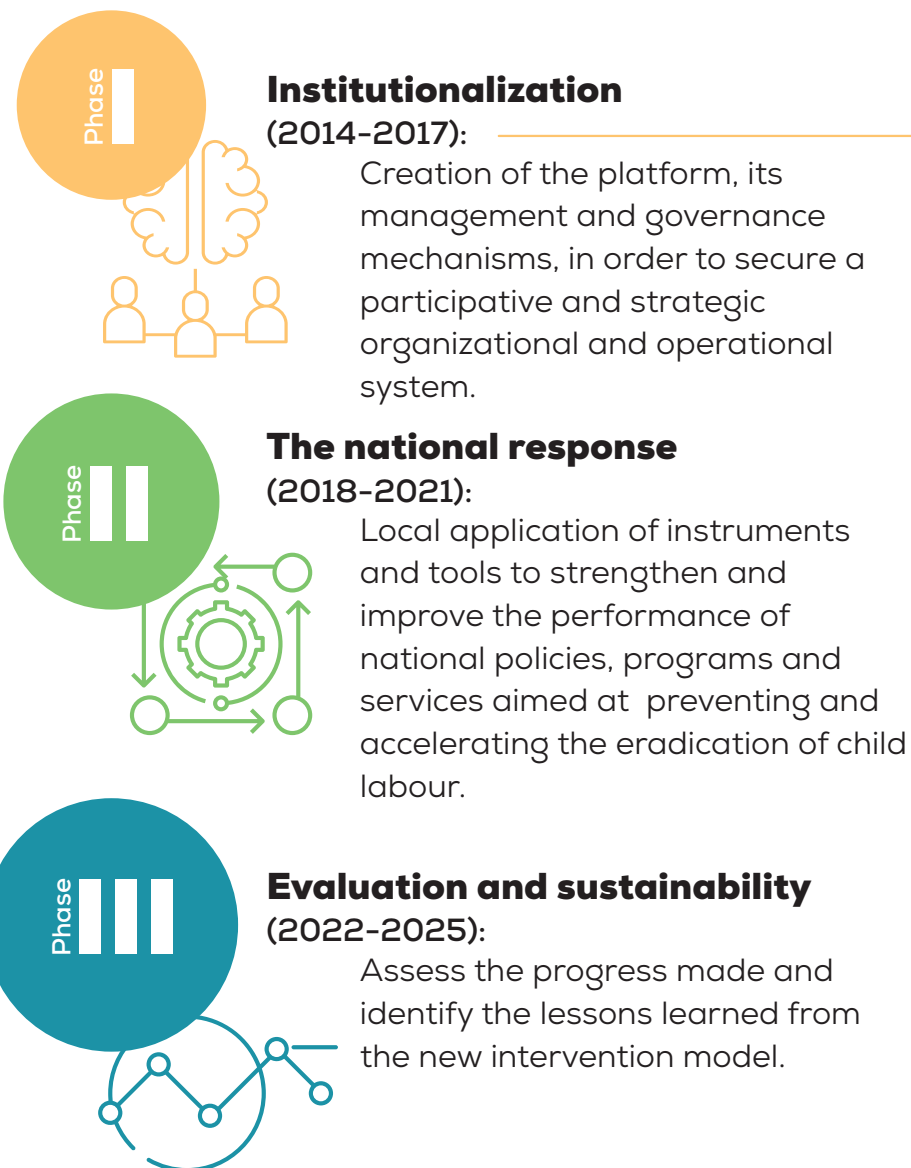 Phase I
Institutionalization
(2014-2017):
Creation of the platform, its
management and governance
mechanisms, in order to secure a
participative and strategic
organizational and operational
system.
Phase II
The national response
(2018-2021):
Local application of instruments
and tools to strengthen and
improve the performance of
national policies, programs and
services aimed at  preventing and
accelerating the eradication of child
labour.
Phase III
Evaluation and sustainability
(2022-2025):
Assess the progress made and
identify the lessons learned from
the new intervention model.